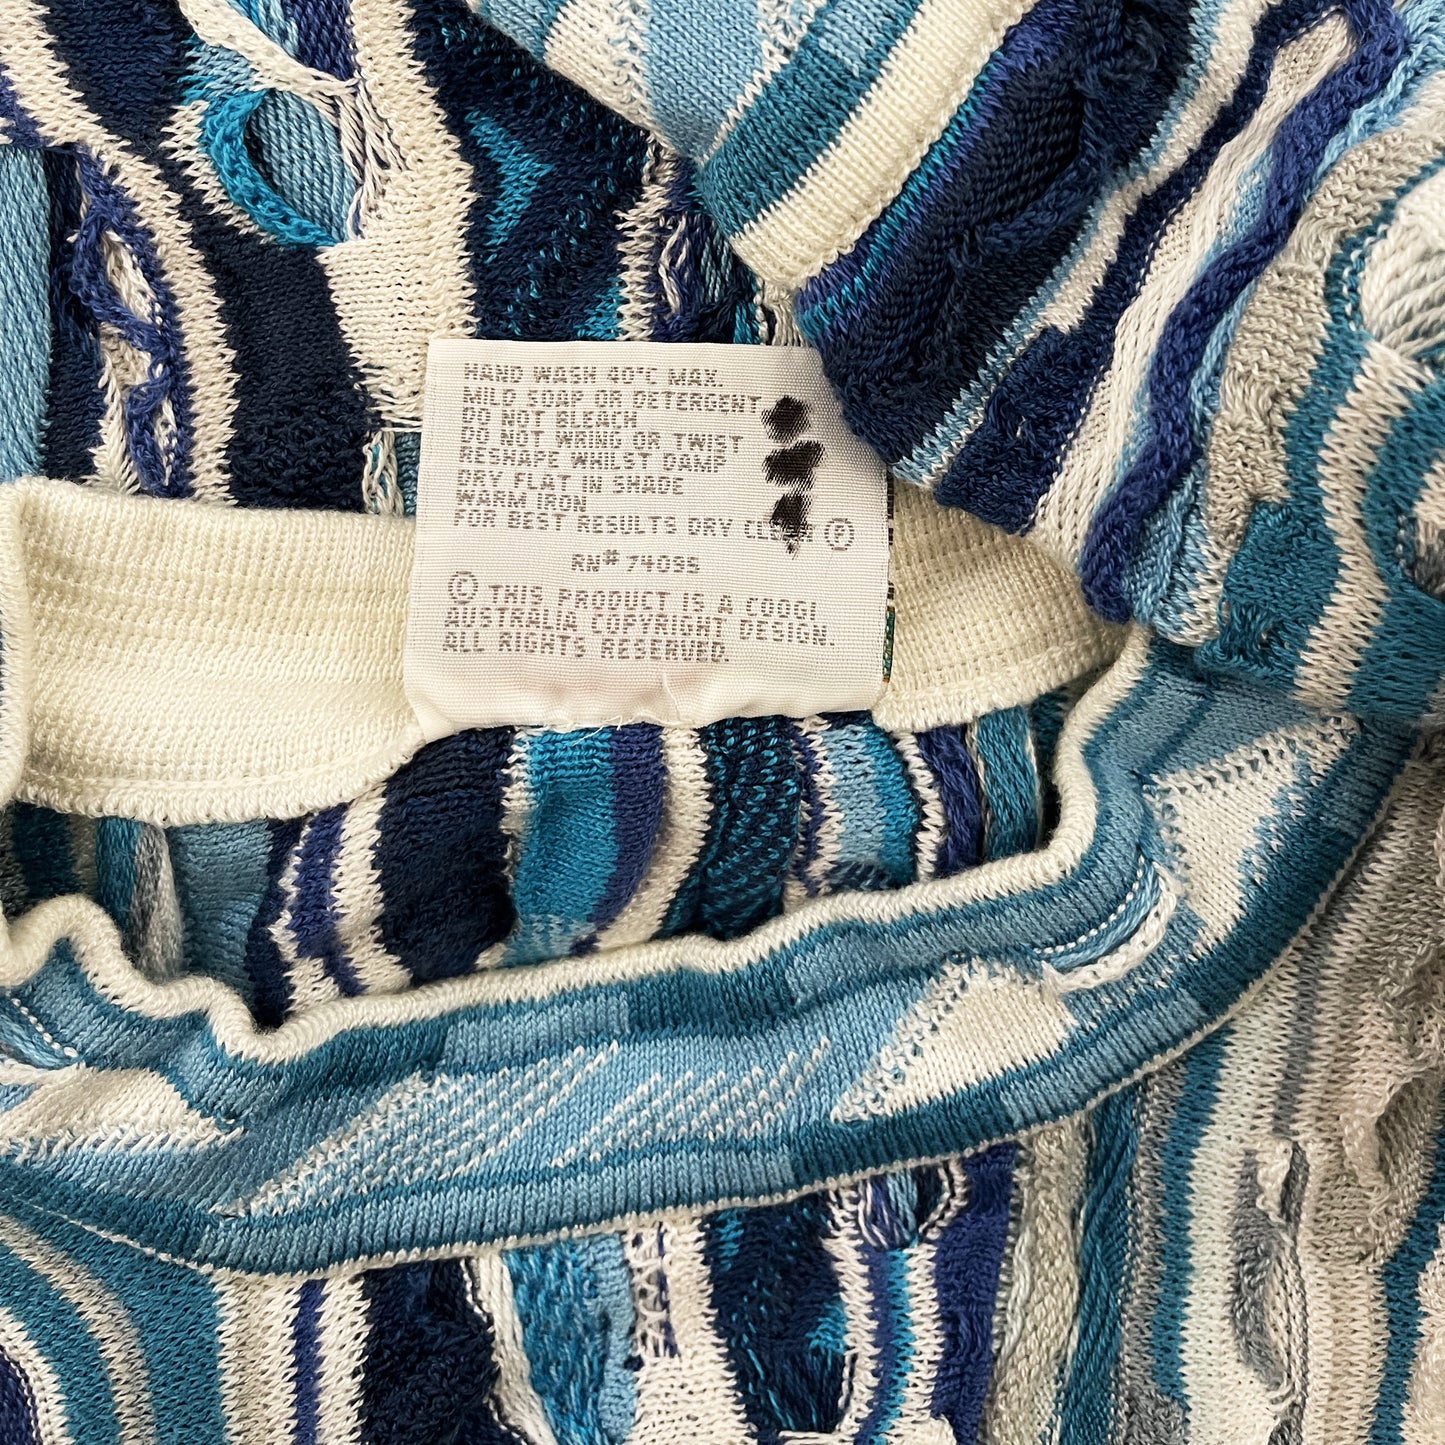 HAND WASH 40°C MAX.
MILD SOAP OR DETERGENT
DO NOT BLEACH
DO NOT WRING OR TWIST
RESHAPE WHILST DAMP
DRY FLAT IN SHADE
WARM IRON
FOR BEST RESULTS DRY CLEAN Ⓟ
RN# 74095
© THIS PRODUCT IS A COOGI
AUSTRALIA COPYRIGHT DESIGN.
ALL RIGHTS RESERVED.